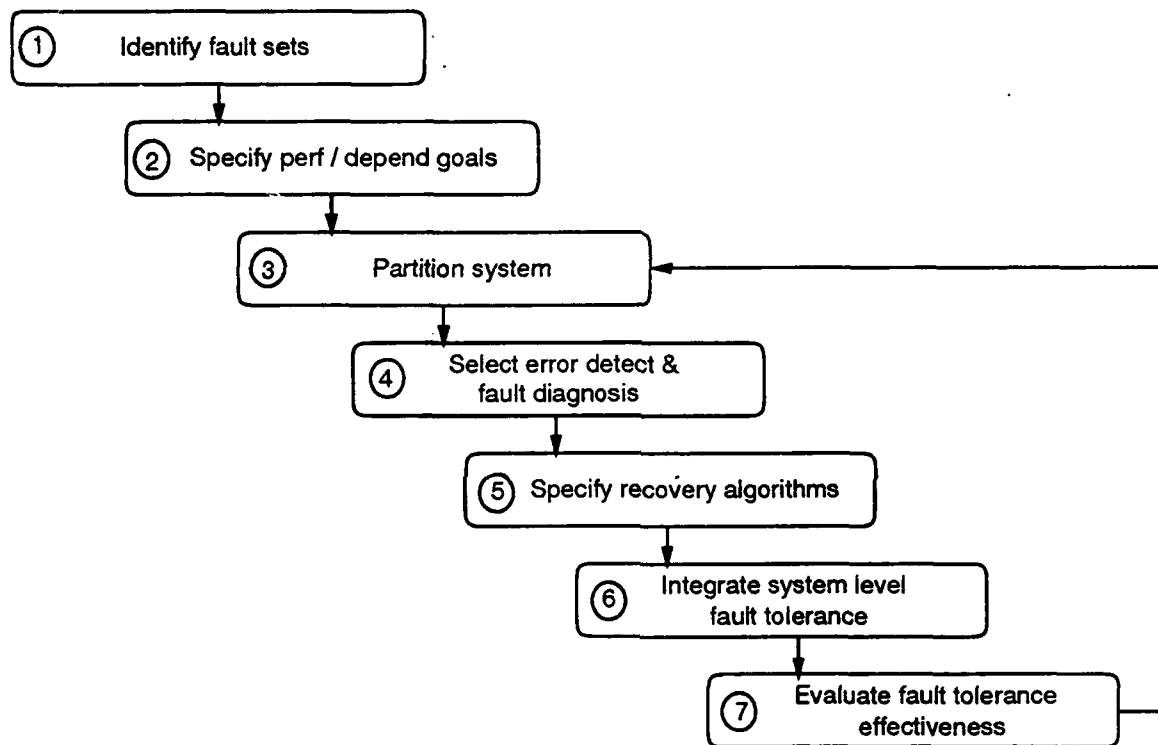 1 Identify fault sets
2 Specify perf / depend goals
3 Partition system
4 Select error detect &
fault diagnosis
5 Specify recovery algorithms
6 Integrate system level
fault tolerance
7 Evaluate fault tolerance
effectiveness